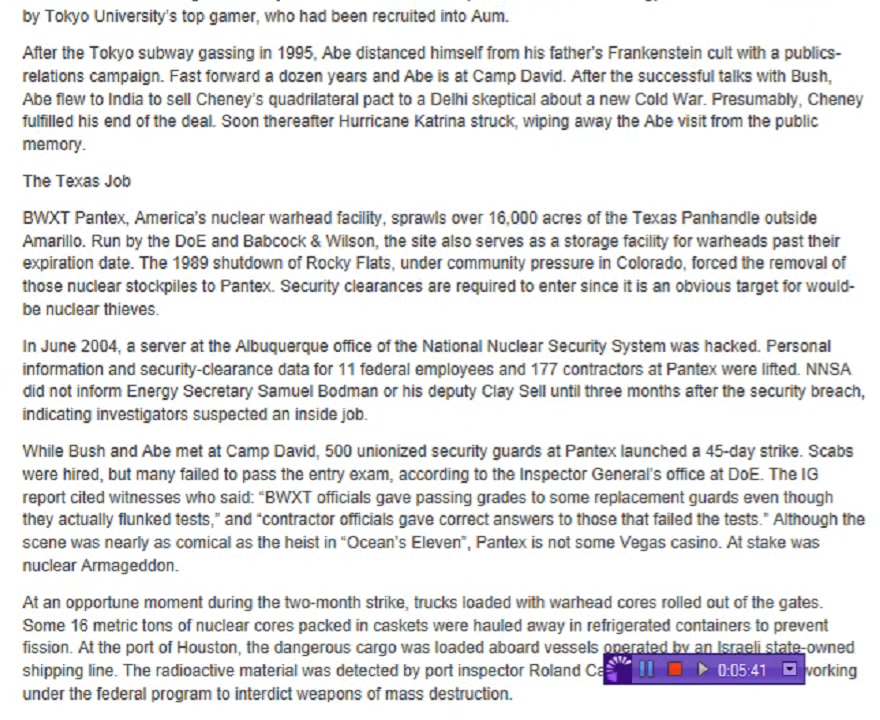 by Tokyo University's top gamer, who had been recruited into Aum.
After the Tokyo subway gassing in 1995, Abe distanced himself from his father's Frankenstein cult with a publics-
relations campaign. Fast forward a dozen years and Abe is at Camp David. After the successful talks with Bush,
Abe flew to India to sell Cheney's quadrilateral pact to a Delhi skeptical about a new Cold War. Presumably, Cheney
fulfilled his end of the deal. Soon thereafter Hurricane Katrina struck, wiping away the Abe visit from the public
memory.
The Texas Job
BWXT Pantex, America's nuclear warhead facility, sprawls over 16,000 acres of the Texas Panhandle outside
Amarillo. Run by the DoE and Babcock & Wilson, the site also serves as a storage facility for warheads past their
expiration date. The 1989 shutdown of Rocky Flats, under community pressure in Colorado, forced the removal of
those nuclear stockpiles to Pantex. Security clearances are required to enter since it is an obvious target for would-
be nuclear thieves.
In June 2004, a server at the Albuquerque office of the National Nuclear Security System was hacked. Personal
information and security-clearance data for 11 federal employees and 177 contractors at Pantex were lifted. NNSA
did not inform Energy Secretary Samuel Bodman or his deputy Clay Sell until three months after the security breach,
indicating investigators suspected an inside job.
While Bush and Abe met at Camp David, 500 unionized security guards at Pantex launched a 45-day strike. Scabs
were hired, but many failed to pass the entry exam, according to the Inspector General's office at DoE. The IG
report cited witnesses who said: "BWXT officials gave passing grades to some replacement guards even though
they actually flunked tests," and "contractor officials gave correct answers to those that failed the tests." Although the
scene was nearly as comical as the heist in "Ocean's Eleven", Pantex is not some Vegas casino. At stake was
nuclear Armageddon.
At an opportune moment during the two-month strike, trucks loaded with warhead cores rolled out of the gates.
Some 16 metric tons of nuclear cores packed in caskets were hauled away in refrigerated containers to prevent
fission. At the port of Houston, the dangerous cargo was loaded aboard vessels operated by an Israeli state-owned
shipping line. The radioactive material was detected by port inspector Roland Ca 0:05:41 working
under the federal program to interdict weapons of mass destruction.